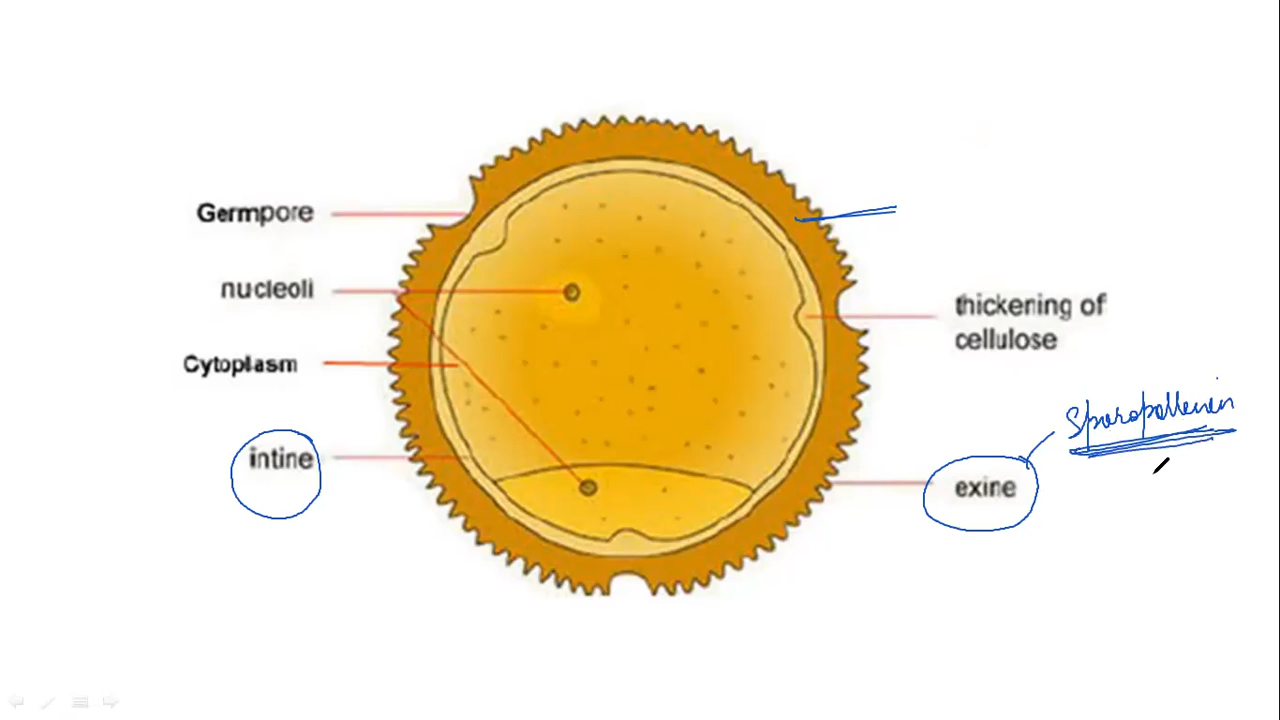 Germpore
nucleoli
Cytoplasm
intine
thickening of
cellulose
Sporopollenin
exine